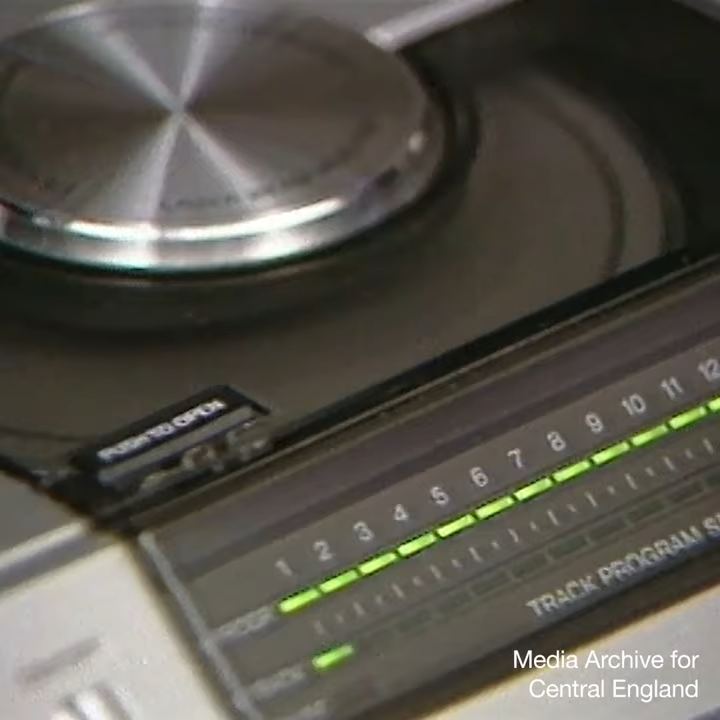 PUSH TO OPEN
1 2 3 4 5 6 7 8 9 10 11 12
TRACK PROGRAM
Media Archive for
Central England